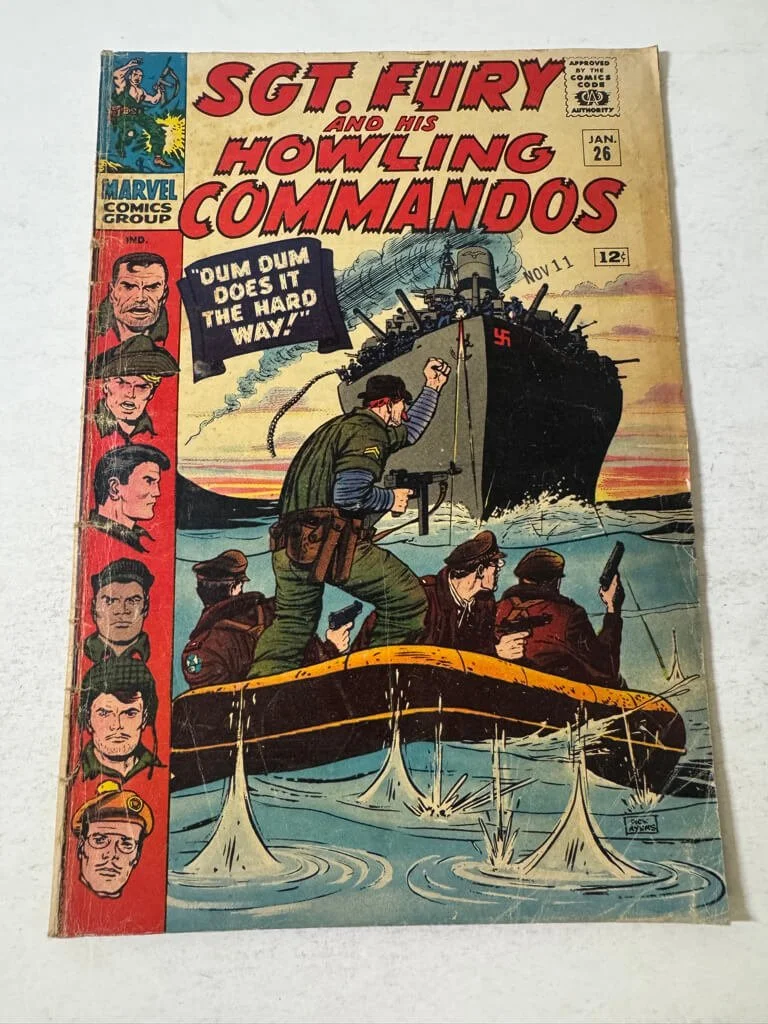 SGT. FURY
AND HIS
HOWLING
COMMANDOS
APPROVED
BY THE
COMICS
CODE
CA
AUTHORITY
JAN.
26
MARVEL
COMICS
GROUP
IND.
12¢
NOV 11
"DUM DUM
DOES IT
THE HARD
WAY!"
DICK
AYERS